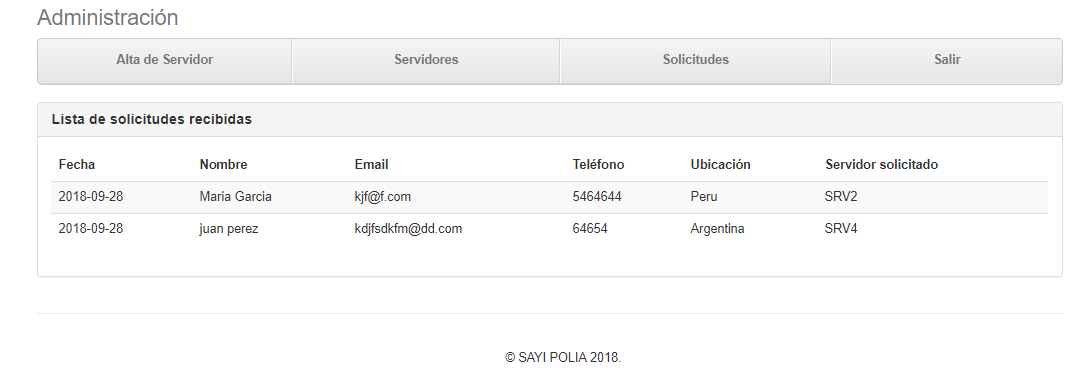 Administración
Alta de Servidor Servidores Solicitudes Salir
Lista de solicitudes recibidas
Fecha Nombre Email Teléfono Ubicación Servidor solicitado
2018-09-28 Maria Garcia kjf@f.com 5464644 Peru SRV2
2018-09-28 juan perez kdjfsdkfm@dd.com 64654 Argentina SRV4
© SAYI POLIA 2018.